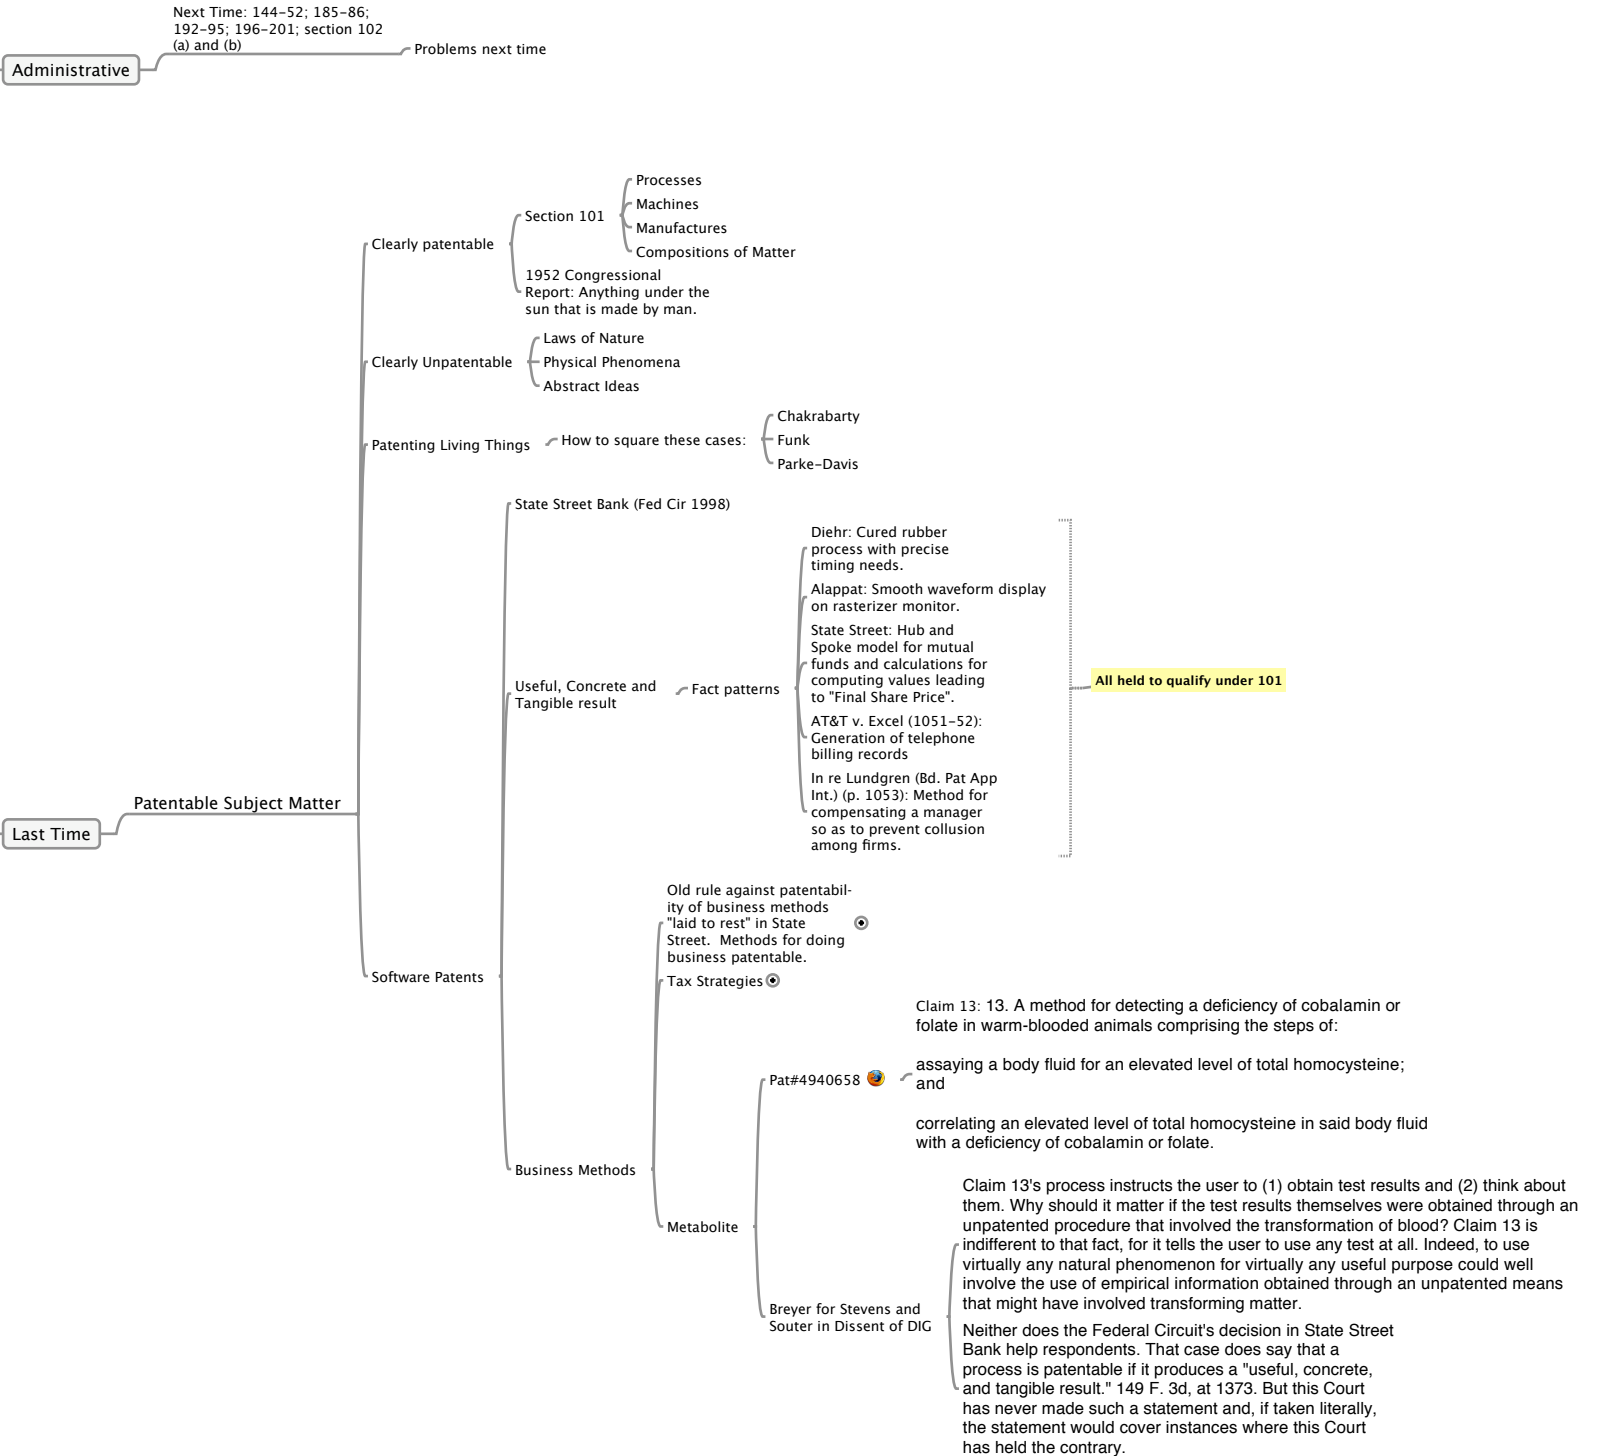 Next Time: 144-52; 185-86;
192-95; 196-201; section 102
(a) and (b)
Problems next time
Administrative
Processes
Machines
Section 101
Manufactures
Clearly patentable
Compositions of Matter
1952 Congressional
Report: Anything under the
sun that is made by man.
Laws of Nature
Clearly Unpatentable
Physical Phenomena
Abstract Ideas
Chakrabarty
Patenting Living Things
How to square these cases:
Funk
Parke-Davis
State Street Bank (Fed Cir 1998)
Diehr: Cured rubber
process with precise
timing needs.
Alappat: Smooth waveform display
on rasterizer monitor.
State Street: Hub and
Spoke model for mutual
funds and calculations for
computing values leading
to "Final Share Price".
All held to qualify under 101
Useful, Concrete and
Tangible result
Fact patterns
AT&T v. Excel (1051-52):
Generation of telephone
billing records
In re Lundgren (Bd. Pat App
Int.) (p. 1053): Method for
compensating a manager
so as to prevent collusion
among firms.
Patentable Subject Matter
Last Time
Old rule against patentabil-
ity of business methods
"laid to rest" in State
Street.  Methods for doing
business patentable.
Software Patents
Tax Strategies
Claim 13: 13. A method for detecting a deficiency of cobalamin or
folate in warm-blooded animals comprising the steps of:
assaying a body fluid for an elevated level of total homocysteine;
and
Pat#4940658
correlating an elevated level of total homocysteine in said body fluid
with a deficiency of cobalamin or folate.
Business Methods
Metabolite
Claim 13's process instructs the user to (1) obtain test results and (2) think about
them. Why should it matter if the test results themselves were obtained through an
unpatented procedure that involved the transformation of blood? Claim 13 is
indifferent to that fact, for it tells the user to use any test at all. Indeed, to use
virtually any natural phenomenon for virtually any useful purpose could well
involve the use of empirical information obtained through an unpatented means
that might have involved transforming matter.
Breyer for Stevens and
Souter in Dissent of DIG
Neither does the Federal Circuit's decision in State Street
Bank help respondents. That case does say that a
process is patentable if it produces a "useful, concrete,
and tangible result." 149 F. 3d, at 1373. But this Court
has never made such a statement and, if taken literally,
the statement would cover instances where this Court
has held the contrary.